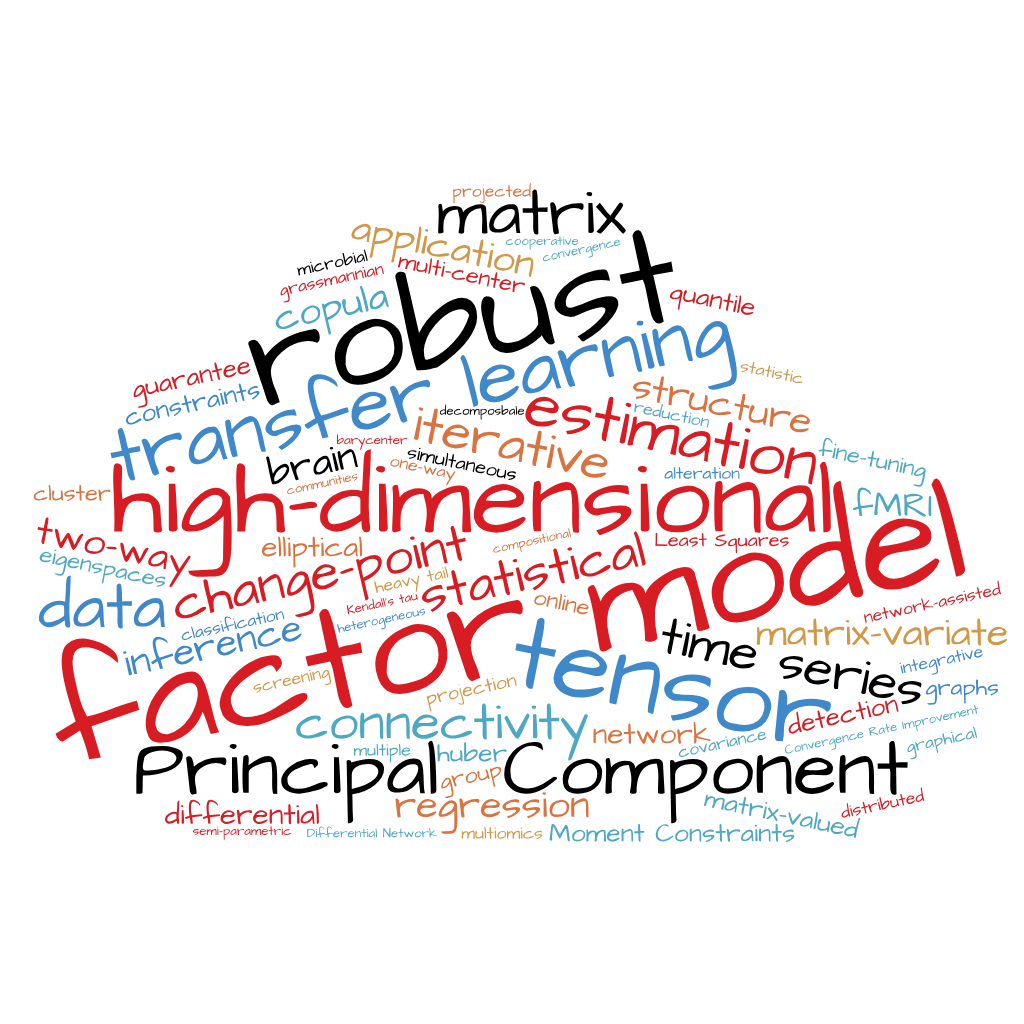 projected
matrix
application
cooperative
convergence
microbial
grassmannian
multi-center
robust
copula
quantile
guarantee
constraints
transfer learning
statistic
structure
reduction
estimation
decomposbale
iterative
barycenter
brain
simultaneous
one-way
communities
alteration
fine-tuning
cluster
high-dimensional
fMRI
two-way
eigenspaces
elliptical
change-point
compositional
Least Squares
heavy tail
statistical
factor model
data
Kendall's tau
online
network-assisted
classification
heterogeneous
inference
tensor
time series
matrix-variate
integrative
screening
projection
graphs
connectivity
network
detection
covariance
Convergence Rate Improvement
graphical
multiple
huber
Principal Component
group
differential
regression
matrix-valued
distributed
semi-parametric
Differential Network
multiomics
Moment Constraints